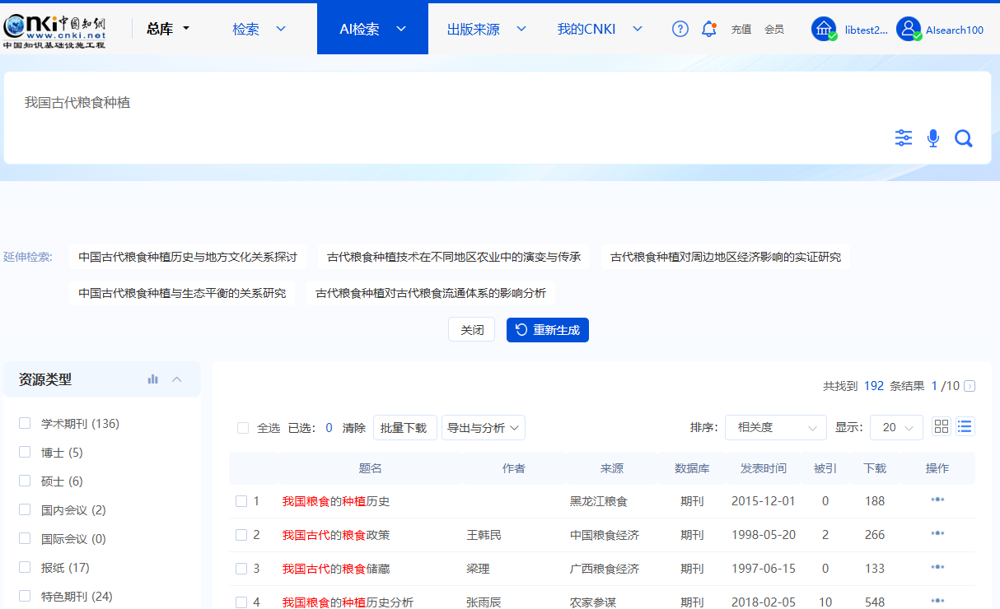 Cnki中国知网
www.cnki.net
中国知识基础设施工程
总库
检索
AI检索
出版来源
我的CNKI
充值
会员
libtest2...
AIsearch100
我国古代粮食种植
延伸检索:
中国古代粮食种植历史与地方文化关系探讨
古代粮食种植技术在不同地区农业中的演变与传承
古代粮食种植对周边地区经济影响的实证研究
中国古代粮食种植与生态平衡的关系研究
古代粮食种植对古代粮食流通体系的影响分析
关闭
重新生成
资源类型
学术期刊 (136)
博士 (5)
硕士 (6)
国内会议 (2)
国际会议 (0)
报纸 (17)
特色期刊 (24)
共找到 192 条结果 1 /10
全选 已选: 0 清除 批量下载 导出与分析 排序: 相关度 显示: 20
题名 作者 来源 数据库 发表时间 被引 下载 操作
1 我国粮食的种植历史 黑龙江粮食 期刊 2015-12-01 0 188
2 我国古代的粮食政策 王韩民 中国粮食经济 期刊 1998-05-20 2 266
3 我国古代的粮食储藏 梁理 广西粮食经济 期刊 1997-06-15 0 133
4 我国粮食的种植历史分析 张雨辰 农家参谋 期刊 2018-02-05 10 548